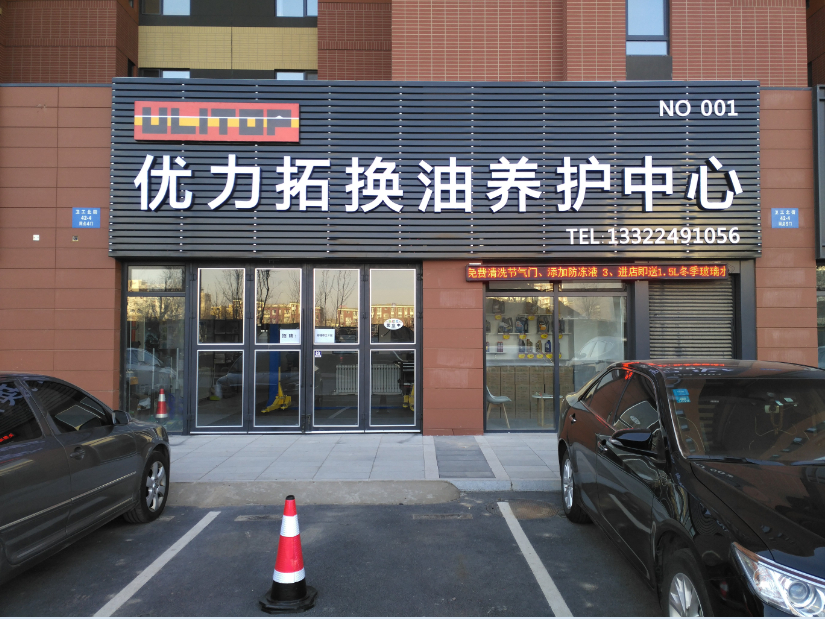 ULITOP
NO 001
优力拓换油养护中心
TEL 13322491056
免费清洗节气门、添加防冻液 3、进店即送1.5L冬季玻璃水